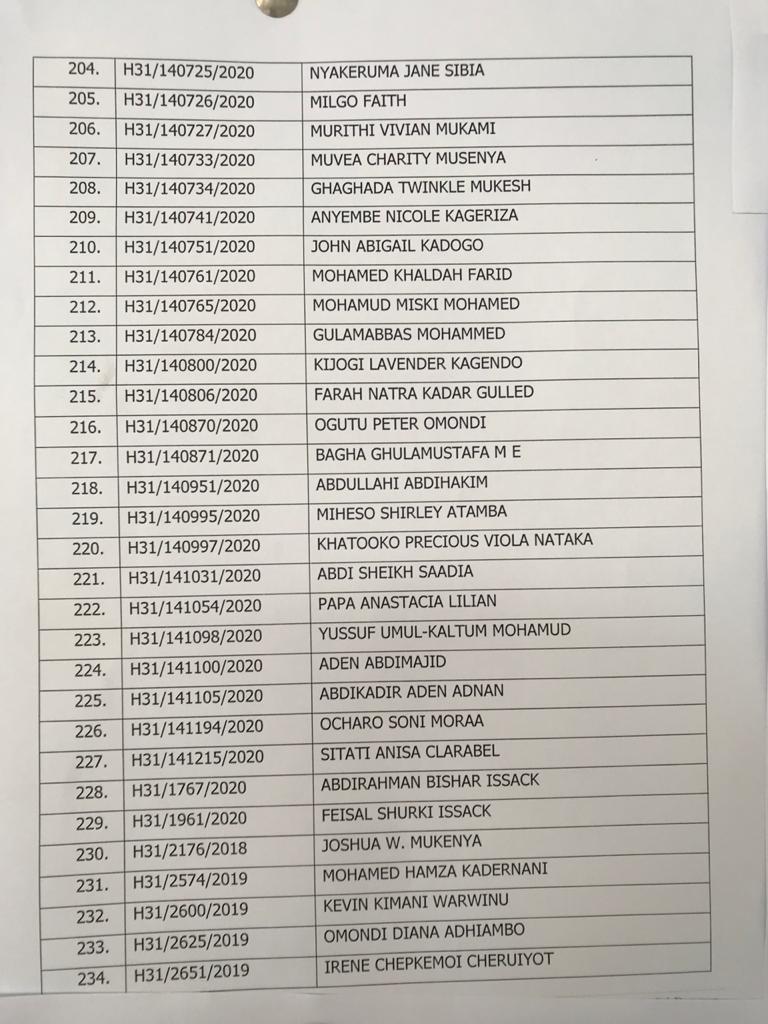 204. H31/140725/2020 NYAKERUMA JANE SIBIA
205. H31/140726/2020 MILGO FAITH
206. H31/140727/2020 MURITHI VIVIAN MUKAMI
207. H31/140733/2020 MUVEA CHARITY MUSENYA
208. H31/140734/2020 GHAGHADA TWINKLE MUKESH
209. H31/140741/2020 ANYEMBE NICOLE KAGERIZA
210. H31/140751/2020 JOHN ABIGAIL KADOGO
211. H31/140761/2020 MOHAMED KHALDAH FARID
212. H31/140765/2020 MOHAMUD MISKI MOHAMED
213. H31/140784/2020 GULAMABBAS MOHAMMED
214. H31/140800/2020 KIJOGI LAVENDER KAGENDO
215. H31/140806/2020 FARAH NATRA KADAR GULLED
216. H31/140870/2020 OGUTU PETER OMONDI
217. H31/140871/2020 BAGHA GHULAMUSTAFA M E
218. H31/140951/2020 ABDULLAHI ABDIHAKIM
219. H31/140995/2020 MIHESO SHIRLEY ATAMBA
220. H31/140997/2020 KHATOOKO PRECIOUS VIOLA NATAKA
221. H31/141031/2020 ABDI SHEIKH SAADIA
222. H31/141054/2020 PAPA ANASTACIA LILIAN
223. H31/141098/2020 YUSSUF UMUL-KALTUM MOHAMUD
224. H31/141100/2020 ADEN ABDIMAJID
225. H31/141105/2020 ABDIKADIR ADEN ADNAN
226. H31/141194/2020 OCHARO SONI MORAA
227. H31/141215/2020 SITATI ANISA CLARABEL
228. H31/1767/2020 ABDIRAHMAN BISHAR ISSACK
229. H31/1961/2020 FEISAL SHURKI ISSACK
230. H31/2176/2018 JOSHUA W. MUKENYA
231. H31/2574/2019 MOHAMED HAMZA KADERNANI
232. H31/2600/2019 KEVIN KIMANI WARWINU
233. H31/2625/2019 OMONDI DIANA ADHIAMBO
234. H31/2651/2019 IRENE CHEPKEMOI CHERUIYOT